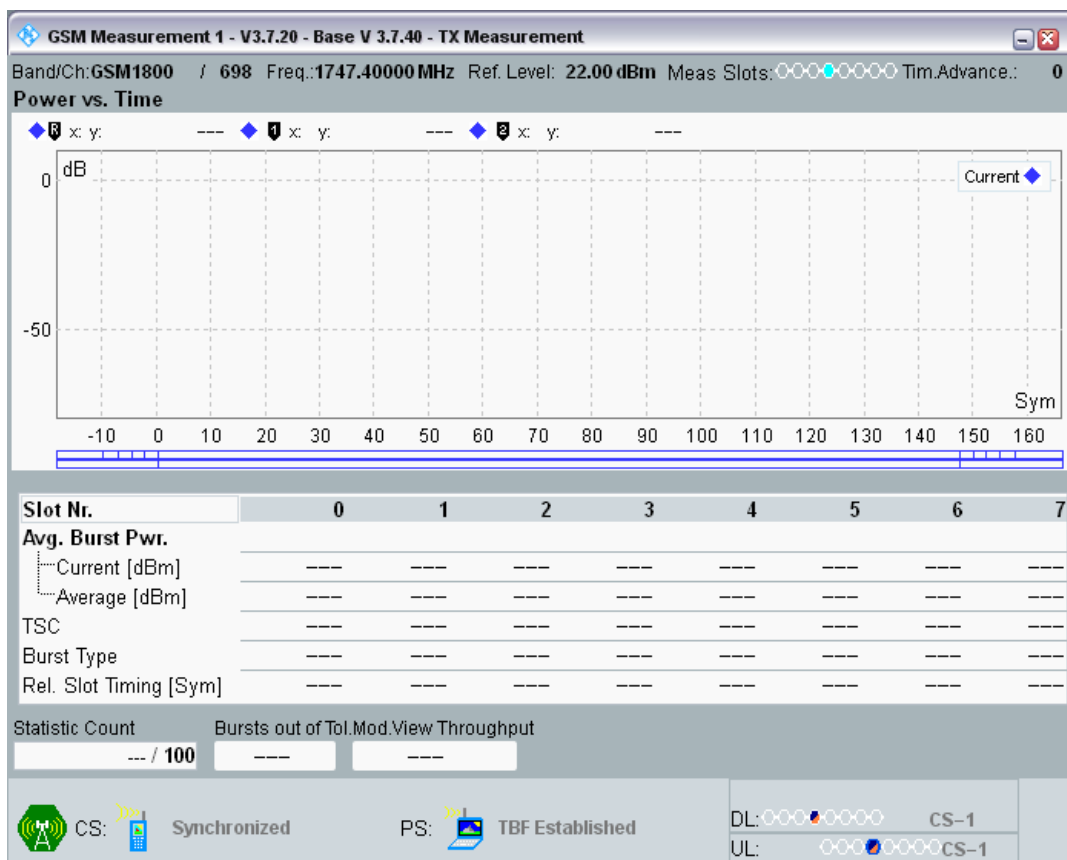 GSM Measurement 1 - V3.7.20 - Base V 3.7.40 - TX Measurement
Band/Ch:GSM1800 / 698 Freq.:1747.40000 MHz Ref. Level: 22.00 dBm Meas Slots: Tim.Advance.: 0
Power vs. Time
R x: y: --- 1 x: y: --- 2 x: y: ---
dB
Current
0
-50
Sym
-10 0 10 20 30 40 50 60 70 80 90 100 110 120 130 140 150 160
Slot Nr. 0 1 2 3 4 5 6 7
Avg. Burst Pwr.
Current [dBm] --- --- --- --- --- --- --- ---
Average [dBm] --- --- --- --- --- --- --- ---
TSC --- --- --- --- --- --- --- ---
Burst Type --- --- --- --- --- --- --- ---
Rel. Slot Timing [Sym] --- --- --- --- --- --- --- ---
Statistic Count Bursts out of Tol. Mod.View Throughput
--- / 100 --- ---
CS: Synchronized PS: TBF Established DL: CS-1
UL: CS-1